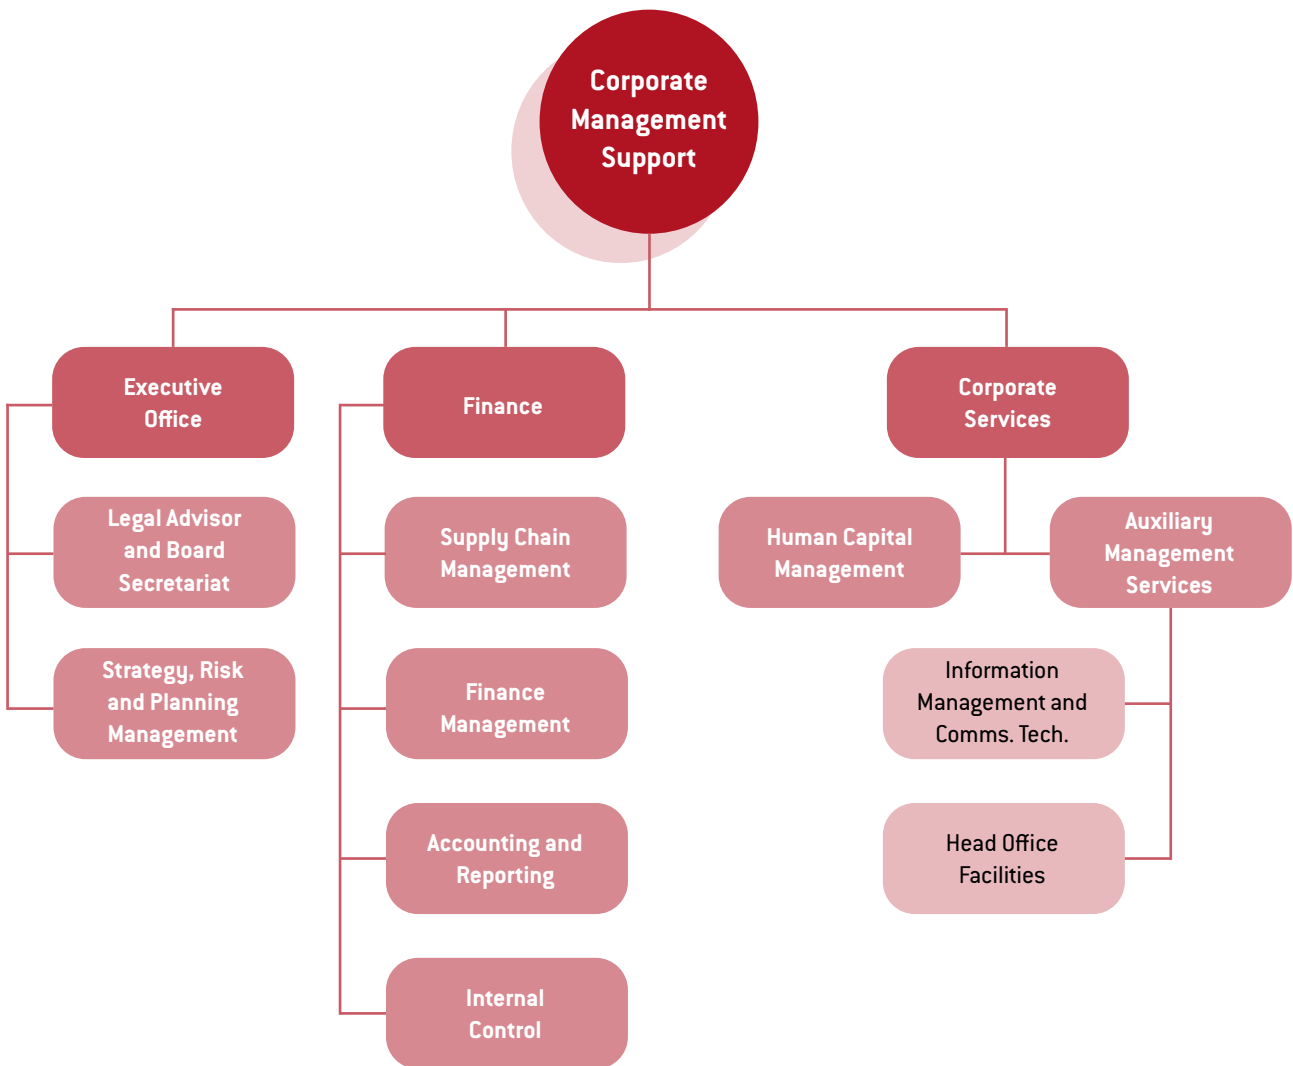 Corporate
Management
Support
Executive
Office
Finance
Corporate
Services
Legal Advisor
and Board
Secretariat
Supply Chain
Management
Human Capital
Management
Auxiliary
Management
Services
Strategy, Risk
and Planning
Management
Finance
Management
Information
Management and
Comms. Tech.
Accounting and
Reporting
Head Office
Facilities
Internal
Control